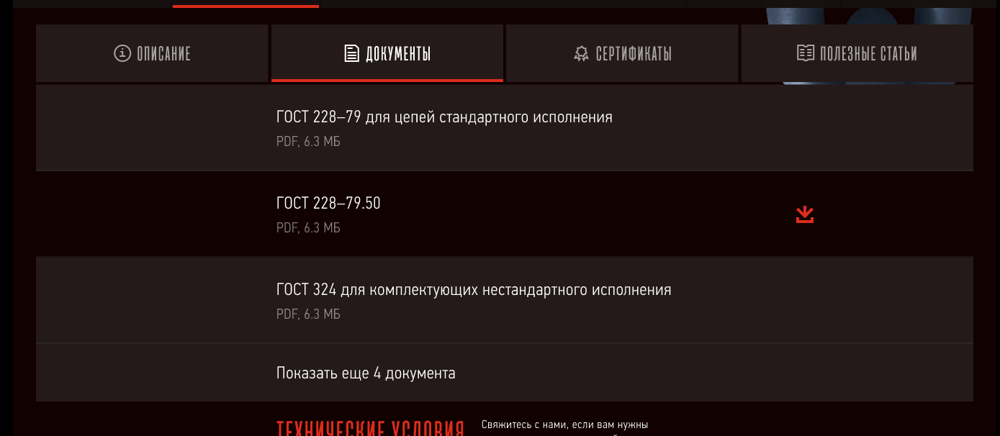 ОПИСАНИЕ
ДОКУМЕНТЫ
СЕРТИФИКАТЫ
ПОЛЕЗНЫЕ СТАТЬИ
ГОСТ 228–79 для цепей стандартного исполнения
PDF, 6.3 МБ
ГОСТ 228–79.50
PDF, 6.3 МБ
ГОСТ 324 для комплектующих нестандартного исполнения
PDF, 6.3 МБ
Показать еще 4 документа
ТЕХНИЧЕСКИЕ УСЛОВИЯ
Свяжитесь с нами, если вам нужны